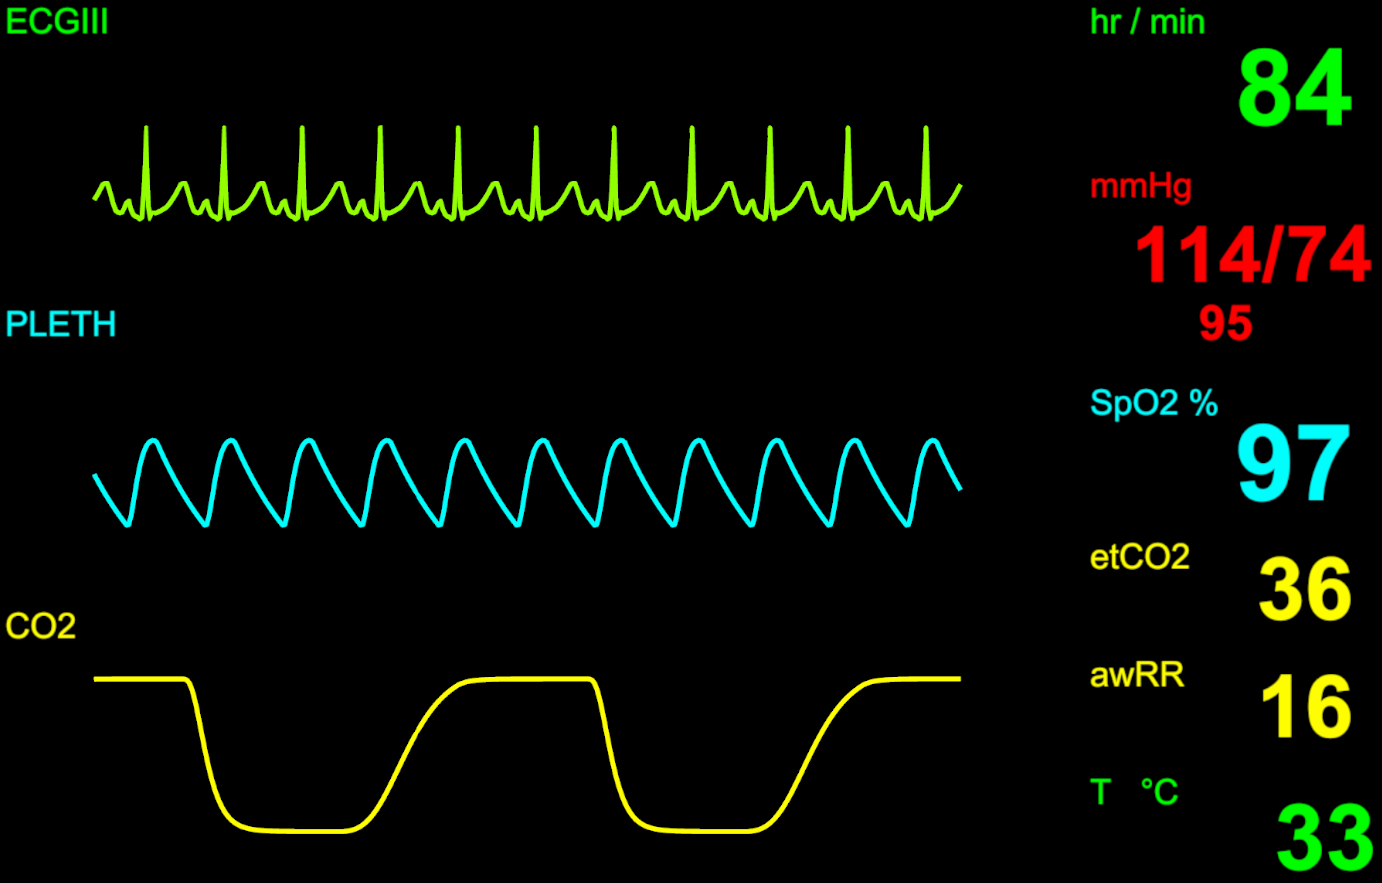 ECGIII
hr / min
84
mmHg
114/74
95
PLETH
SpO2 %
97
etCO2
36
CO2
awRR
16
T °C
33